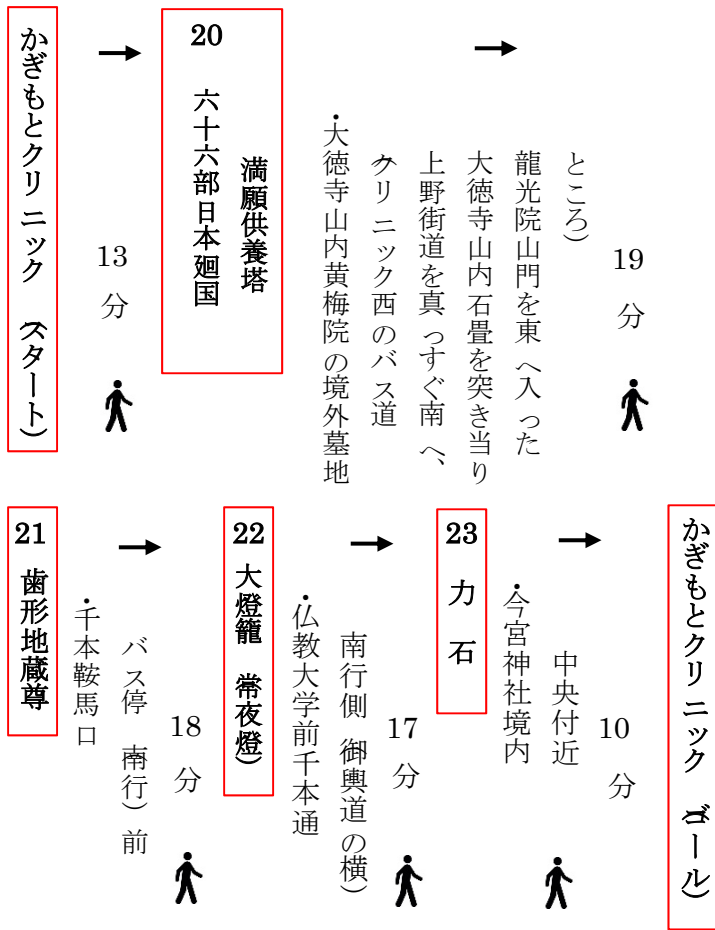 かぎもとクリニック (スタート)
13分
20 六十六部日本廻国
満願供養塔
・大徳寺山内黄梅院の境外墓地
(クリニック西のバス道
上野街道を真っすぐ南へ、
大徳寺山内石畳を突き当り
龍光院山門を東へ入った
ところ)
19分
21 歯形地蔵尊
・千本鞍馬口
バス停(南行)前
18分
22 大燈籠(常夜燈)
・仏教大学前千本通
南行側(御輿道の横)
17分
23 力石
・今宮神社境内
中央付近
10分
かぎもとクリニック (ゴール)